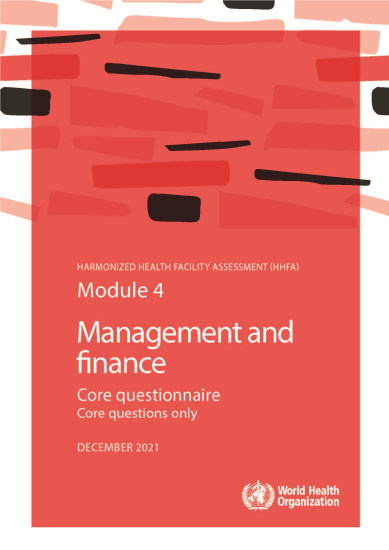 HARMONIZED HEALTH FACILITY ASSESSMENT (HHFA)
Module 4
Management and
finance
Core questionnaire
Core questions only
DECEMBER 2021
World Health
Organization